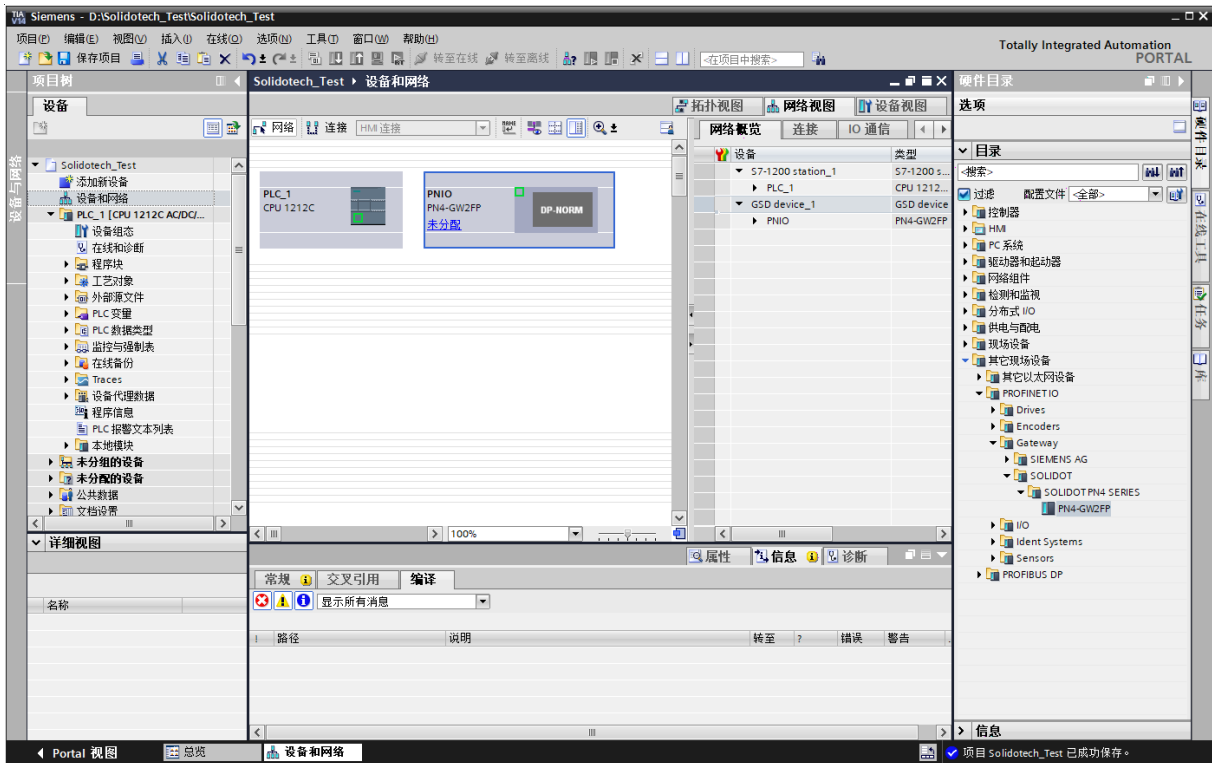 TIA V14 Siemens - D:\Solidotech_Test\Solidotech_Test
项目(P) 编辑(E) 视图(V) 插入(I) 在线(O) 选项(N) 工具(T) 窗口(W) 帮助(H)
Totally Integrated Automation
PORTAL
保存项目 转至在线 转至离线 <在项目中搜索>
项目树
设备
Solidotech_Test
添加新设备
设备和网络
PLC_1 [CPU 1212C AC/DC/...
设备组态
在线和诊断
程序块
工艺对象
外部源文件
PLC 变量
PLC 数据类型
监控与强制表
在线备份
Traces
设备代理数据
程序信息
PLC 报警文本列表
本地模块
未分组的设备
未分配的设备
公共数据
文档设置
详细视图
名称
设备与网络
Solidotech_Test 设备和网络
拓扑视图 网络视图 设备视图
网络 连接 HMI 连接
PLC_1
CPU 1212C
PNIO
PN4-GW2FP
未分配
DP-NORM
100%
网络概览 连接 IO 通信
设备 类型
S7-1200 station_1 S7-1200 s...
PLC_1 CPU 1212...
GSD device_1 GSD device
PNIO PN4-GW2FP
属性 信息 诊断
常规 交叉引用 编译
显示所有消息
! 路径 说明 转至 ? 错误 警告
硬件目录
选项
目录
<搜索>
过滤 配置文件 <全部>
控制器
HMI
PC 系统
驱动器和起动器
网络组件
检测和监视
分布式 I/O
供电与配电
现场设备
其它现场设备
其它以太网设备
PROFINET IO
Drives
Encoders
Gateway
SIEMENS AG
SOLIDOT
SOLIDOT PN4 SERIES
PN4-GW2FP
I/O
Ident Systems
Sensors
PROFIBUS DP
信息
硬件目录
在线工具
任务
库
Portal 视图 总览 设备和网络
项目 Solidotech_Test 已成功保存。